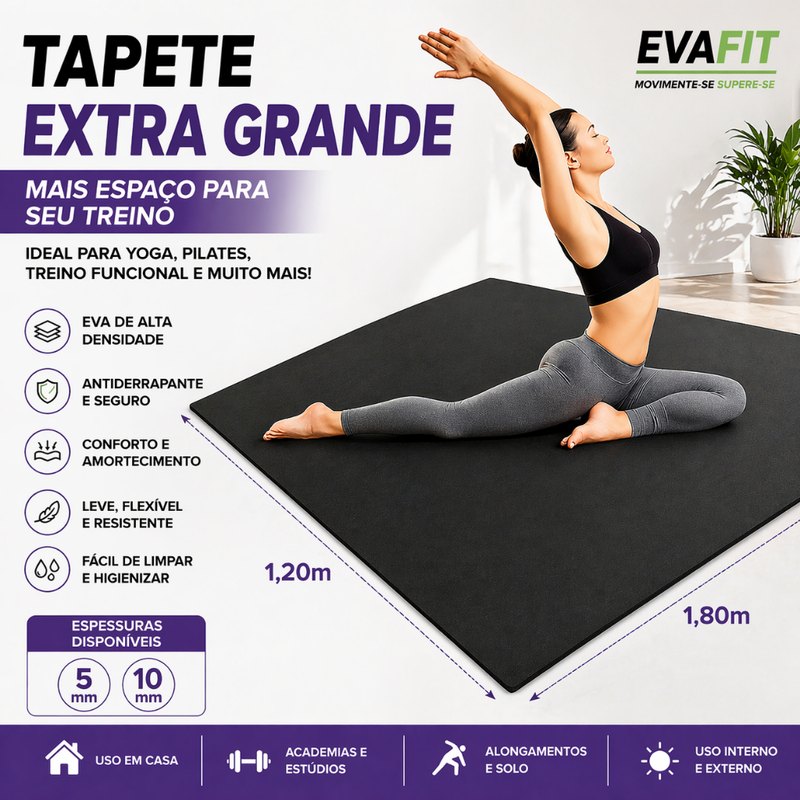 TAPETE
EXTRA GRANDE
MAIS ESPAÇO PARA
SEU TREINO
IDEAL PARA YOGA, PILATES,
TREINO FUNCIONAL E MUITO MAIS!
EVAFIT
MOVIMENTE-SE SUPERE-SE
EVA DE ALTA
DENSIDADE
ANTIDERRAPANTE
E SEGURO
CONFORTO E
AMORTECIMENTO
LEVE, FLEXÍVEL
E RESISTENTE
FÁCIL DE LIMPAR
E HIGIENIZAR
1,20m
1,80m
ESPESSURAS
DISPONÍVEIS
5
mm
10
mm
USO EM CASA
ACADEMIAS E
ESTÚDIOS
ALONGAMENTOS
E SOLO
USO INTERNO
E EXTERNO